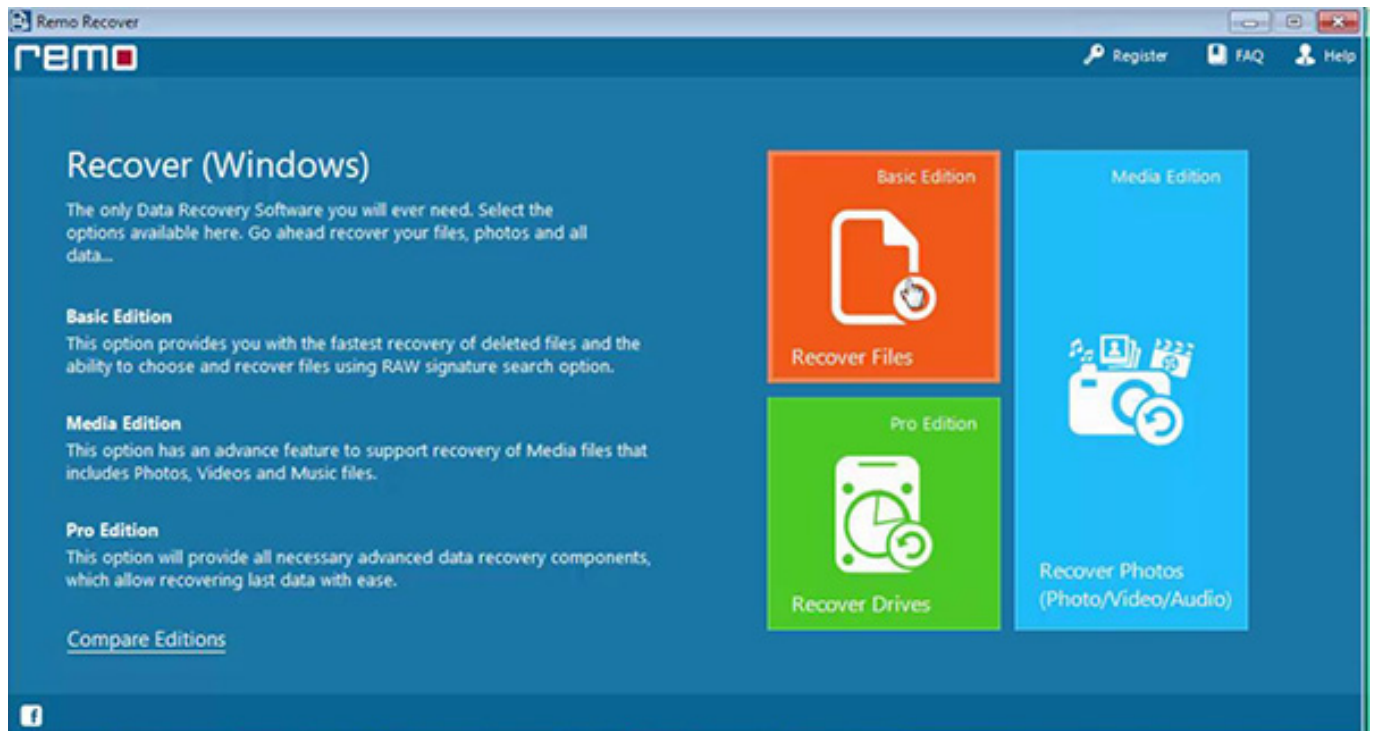 Remo Recover
remo
Register
FAQ
Help
Recover (Windows)
The only Data Recovery Software you will ever need. Select the
options available here. Go ahead recover your files, photos and all
data...
Basic Edition
This option provides you with the fastest recovery of deleted files and the
ability to choose and recover files using RAW signature search option.
Media Edition
This option has an advance feature to support recovery of Media files that
includes Photos, Videos and Music files.
Pro Edition
This option will provide all necessary advanced data recovery components,
which allow recovering last data with ease.
Compare Editions
Basic Edition
Recover Files
Pro Edition
Recover Drives
Media Edition
Recover Photos
(Photo/Video/Audio)
f